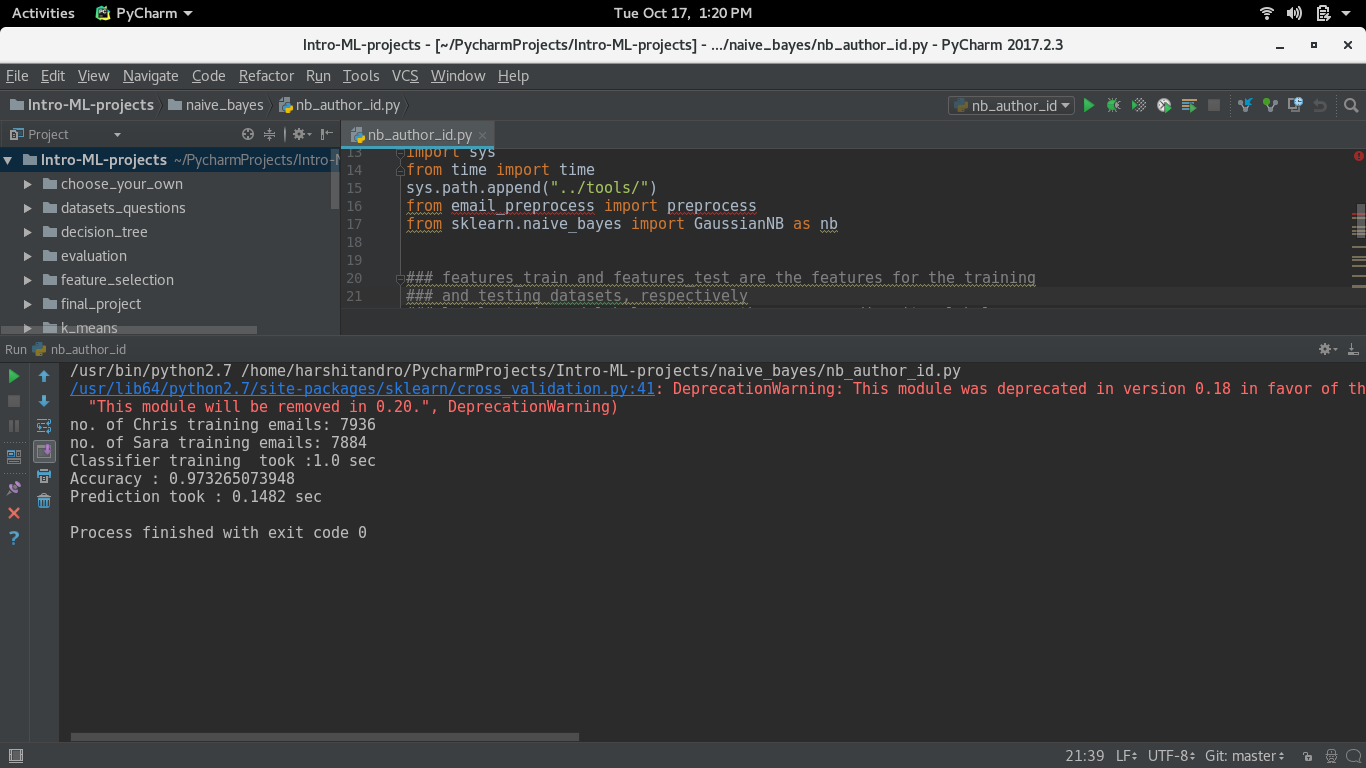 Activities PyCharm Tue Oct 17, 1:20 PM
Intro-ML-projects - [~/PycharmProjects/Intro-ML-projects] - .../naive_bayes/nb_author_id.py - PyCharm 2017.2.3
File Edit View Navigate Code Refactor Run Tools VCS Window Help
Intro-ML-projects naive_bayes nb_author_id.py nb_author_id
Project nb_author_id.py
Intro-ML-projects ~/PycharmProjects/Intro-M
choose_your_own
datasets_questions
decision_tree
evaluation
feature_selection
final_project
k_means
13 import sys
14 from time import time
15 sys.path.append("../tools/")
16 from email_preprocess import preprocess
17 from sklearn.naive_bayes import GaussianNB as nb
18
19
20 ### features_train and features_test are the features for the training
21 ### and testing datasets, respectively
Run nb_author_id
/usr/bin/python2.7 /home/harshitandro/PycharmProjects/Intro-ML-projects/naive_bayes/nb_author_id.py
/usr/lib64/python2.7/site-packages/sklearn/cross_validation.py:41: DeprecationWarning: This module was deprecated in version 0.18 in favor of th
"This module will be removed in 0.20.", DeprecationWarning)
no. of Chris training emails: 7936
no. of Sara training emails: 7884
Classifier training  took :1.0 sec
Accuracy : 0.973265073948
Prediction took : 0.1482 sec
Process finished with exit code 0
21:39 LF UTF-8 Git: master